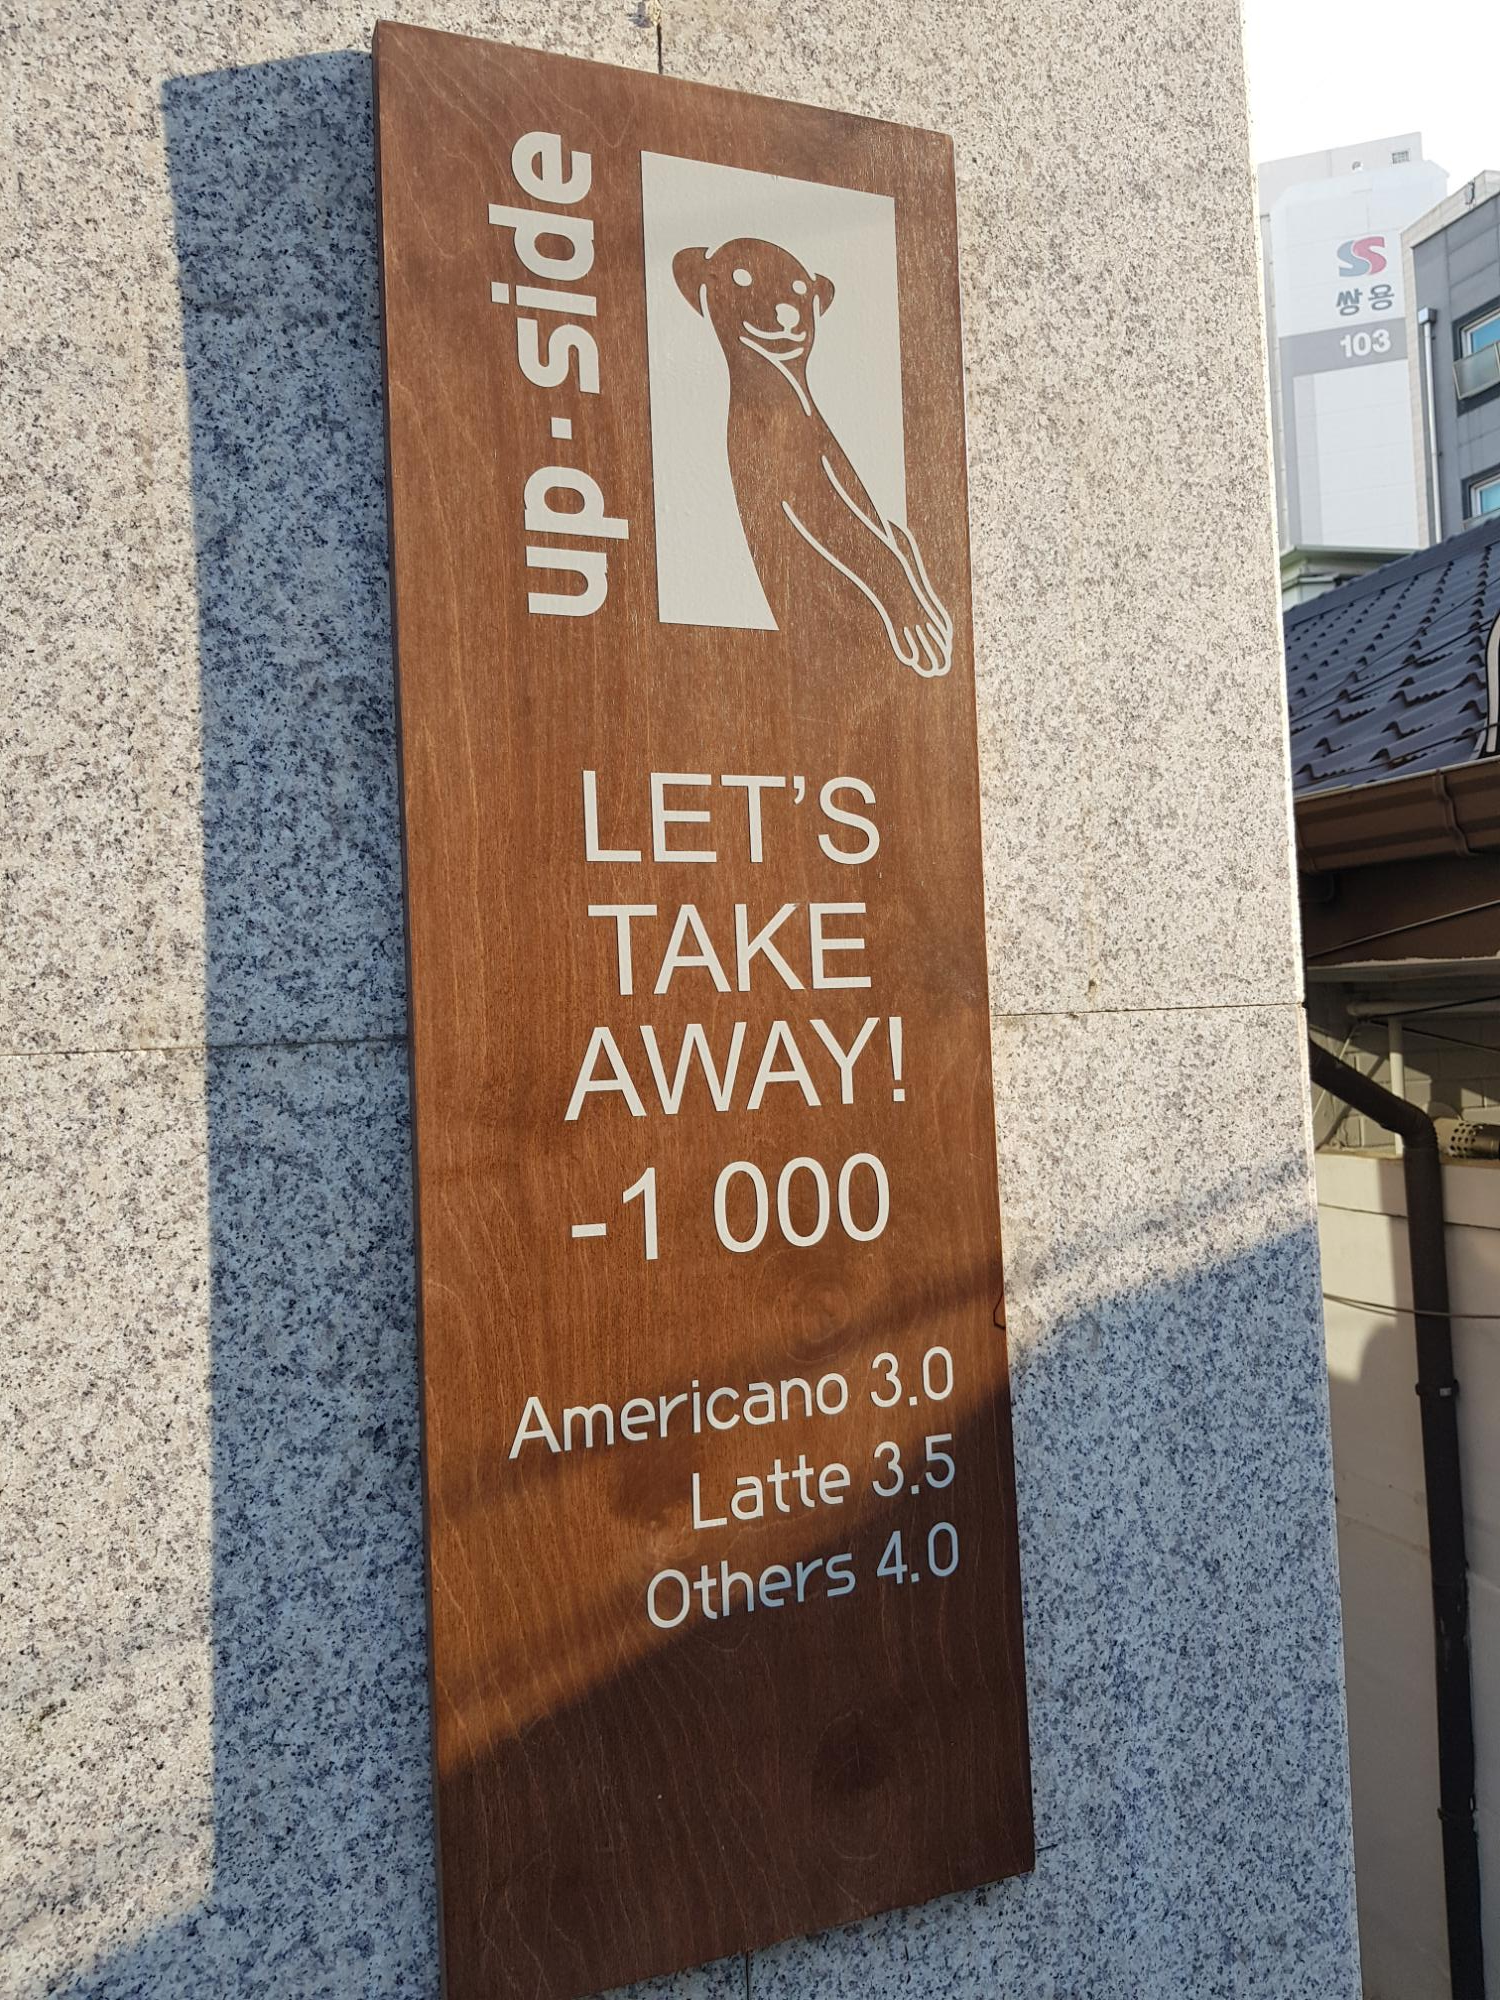 up·side
LET'S
TAKE
AWAY!
-1 000
Americano 3.0
Latte 3.5
Others 4.0
쌍용
103